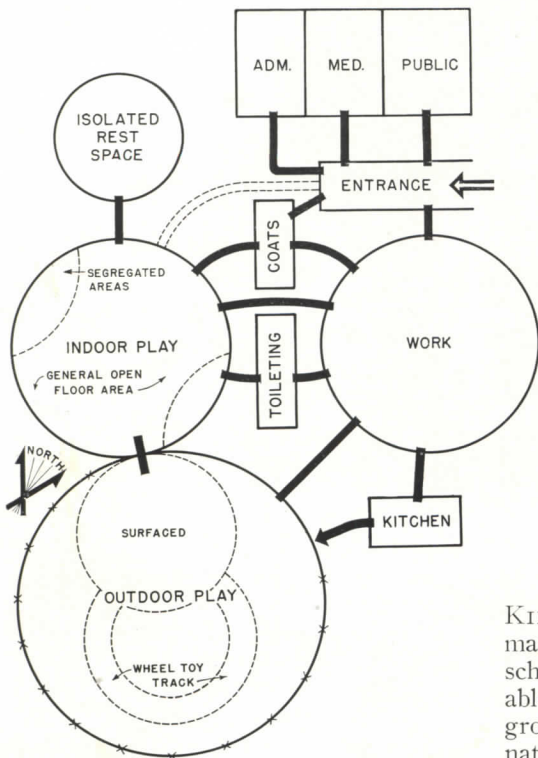 ADM.
MED.
PUBLIC
ISOLATED
REST
SPACE
ENTRANCE
COATS
SEGREGATED
AREAS
INDOOR PLAY
GENERAL OPEN
FLOOR AREA
TOILETING
WORK
NORTH
SURFACED
KITCHEN
OUTDOOR PLAY
WHEEL TOY
TRACK